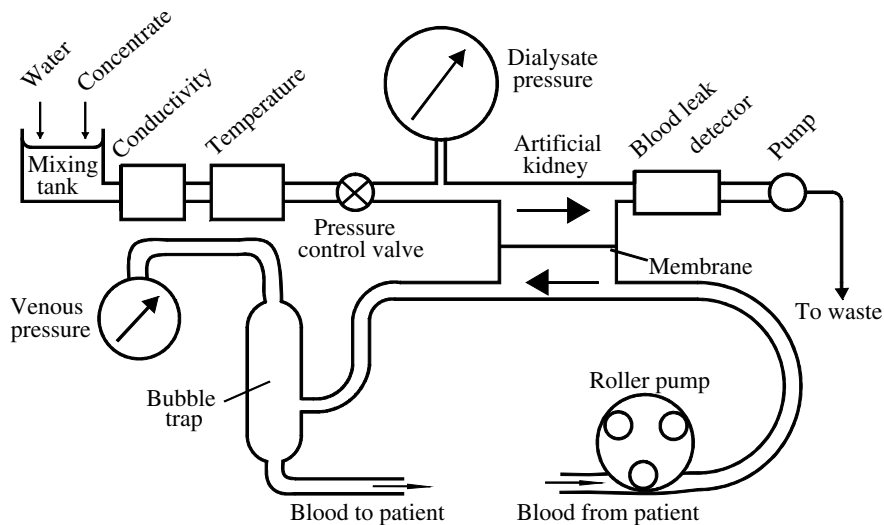 Water
Concentrate
Conductivity
Temperature
Mixing
tank
Dialysate
pressure
Artificial
kidney
Blood leak
detector
Pump
Pressure
control valve
Membrane
To waste
Venous
pressure
Bubble
trap
Roller pump
Blood to patient
Blood from patient